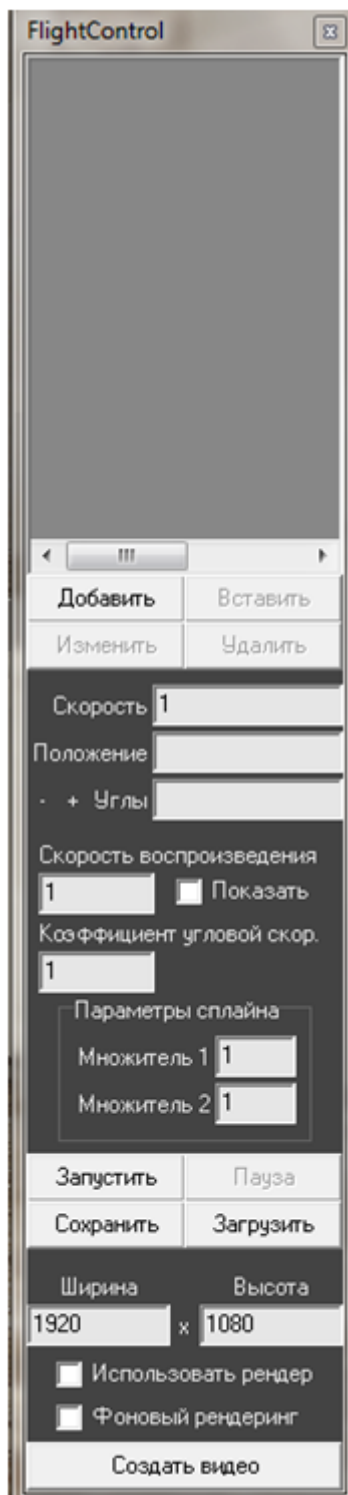 FlightControl
Добавить Вставить
Изменить Удалить
Скорость 1
Положение
- + Углы
Скорость воспроизведения
1 Показать
Коэффициент угловой скор.
1
Параметры сплайна
Множитель 1 1
Множитель 2 1
Запустить Пауза
Сохранить Загрузить
Ширина Высота
1920 x 1080
Использовать рендер
Фоновый рендеринг
Создать видео